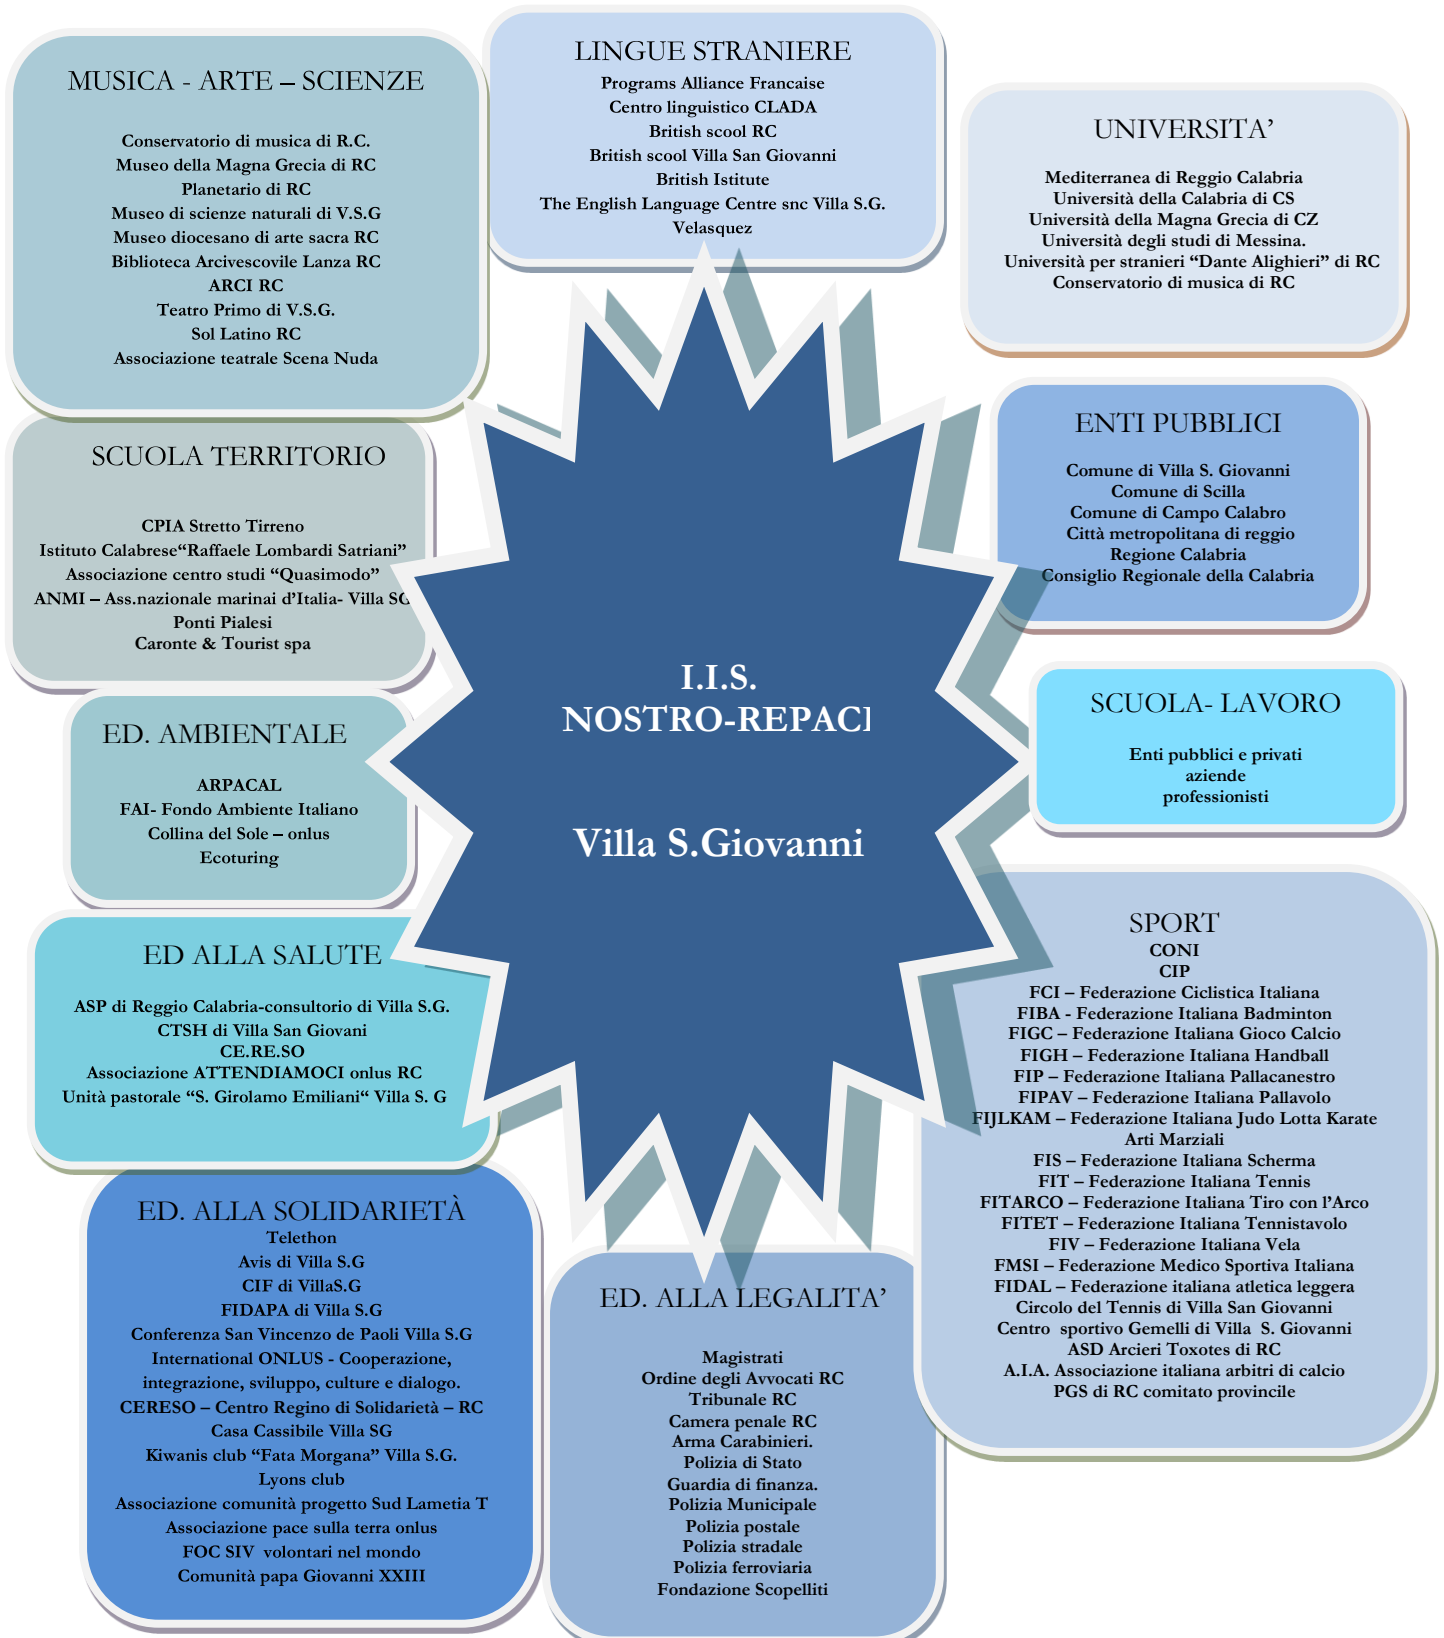 MUSICA - ARTE – SCIENZE
Conservatorio di musica di R.C.
Museo della Magna Grecia di RC
Planetario di RC
Museo di scienze naturali di V.S.G
Museo diocesano di arte sacra RC
Biblioteca Arcivescovile Lanza RC
ARCI RC
Teatro Primo di V.S.G.
Sol Latino RC
Associazione teatrale Scena Nuda
LINGUE STRANIERE
Programs Alliance Francaise
Centro linguistico CLADA
British scool RC
British scool Villa San Giovanni
British Istitute
The English Language Centre snc Villa S.G.
Velasquez
UNIVERSITA’
Mediterranea di Reggio Calabria
Università della Calabria di CS
Università della Magna Grecia di CZ
Università degli studi di Messina.
Università per stranieri “Dante Alighieri” di RC
Conservatorio di musica di RC
SCUOLA TERRITORIO
CPIA Stretto Tirreno
Istituto Calabrese“Raffaele Lombardi Satriani”
Associazione centro studi “Quasimodo”
ANMI – Ass.nazionale marinai d’Italia- Villa SG
Ponti Pialesi
Caronte & Tourist spa
ENTI PUBBLICI
Comune di Villa S. Giovanni
Comune di Scilla
Comune di Campo Calabro
Città metropolitana di reggio
Regione Calabria
Consiglio Regionale della Calabria
I.I.S.
NOSTRO-REPACI
Villa S.Giovanni
SCUOLA- LAVORO
Enti pubblici e privati
aziende
professionisti
ED. AMBIENTALE
ARPACAL
FAI- Fondo Ambiente Italiano
Collina del Sole – onlus
Ecoturing
ED ALLA SALUTE
ASP di Reggio Calabria-consultorio di Villa S.G.
CTSH di Villa San Giovani
CE.RE.SO
Associazione ATTENDIAMOCI onlus RC
Unità pastorale “S. Girolamo Emiliani“ Villa S. G
SPORT
CONI
CIP
FCI – Federazione Ciclistica Italiana
FIBA - Federazione Italiana Badminton
FIGC – Federazione Italiana Gioco Calcio
FIGH – Federazione Italiana Handball
FIP – Federazione Italiana Pallacanestro
FIPAV – Federazione Italiana Pallavolo
FIJLKAM – Federazione Italiana Judo Lotta Karate
Arti Marziali
FIS – Federazione Italiana Scherma
FIT – Federazione Italiana Tennis
FITARCO – Federazione Italiana Tiro con l’Arco
FITET – Federazione Italiana Tennistavolo
FIV – Federazione Italiana Vela
FMSI – Federazione Medico Sportiva Italiana
FIDAL – Federazione italiana atletica leggera
Circolo del Tennis di Villa San Giovanni
Centro  sportivo Gemelli di Villa  S. Giovanni
ASD Arcieri Toxotes di RC
A.I.A. Associazione italiana arbitri di calcio
PGS di RC comitato provincile
ED. ALLA SOLIDARIETÀ
Telethon
Avis di Villa S.G
CIF di VillaS.G
FIDAPA di Villa S.G
Conferenza San Vincenzo de Paoli Villa S.G
International ONLUS - Cooperazione,
integrazione, sviluppo, culture e dialogo.
CERESO – Centro Regino di Solidarietà – RC
Casa Cassibile Villa SG
Kiwanis club “Fata Morgana” Villa S.G.
Lyons club
Associazione comunità progetto Sud Lametia T
Associazione pace sulla terra onlus
FOC SIV  volontari nel mondo
Comunità papa Giovanni XXIII
ED. ALLA LEGALITA’
Magistrati
Ordine degli Avvocati RC
Tribunale RC
Camera penale RC
Arma Carabinieri.
Polizia di Stato
Guardia di finanza.
Polizia Municipale
Polizia postale
Polizia stradale
Polizia ferroviaria
Fondazione Scopelliti